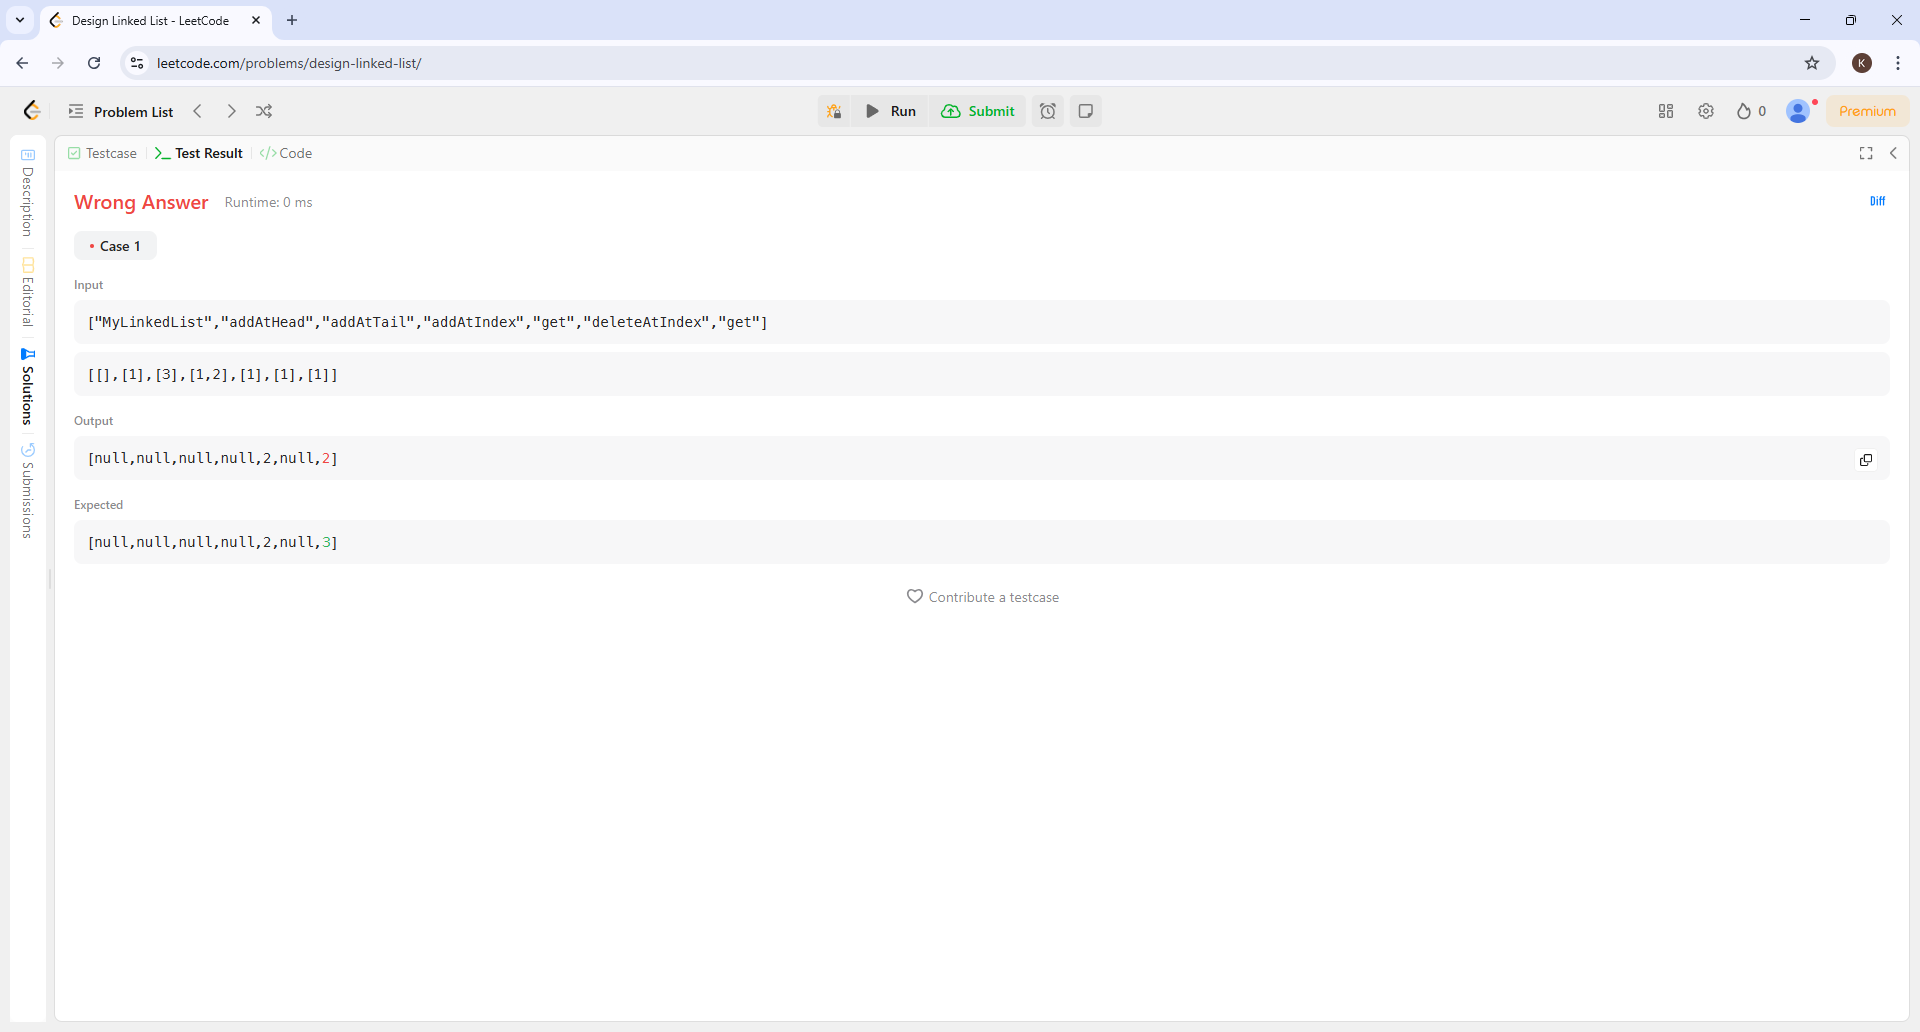 Design Linked List - LeetCode
leetcode.com/problems/design-linked-list/
K
Problem List
Run
Submit
0
Premium
Description
Editorial
Solutions
Submissions
Testcase
Test Result
Code
Wrong Answer
Runtime: 0 ms
Diff
Case 1
Input
["MyLinkedList","addAtHead","addAtTail","addAtIndex","get","deleteAtIndex","get"]
[[],[1],[3],[1,2],[1],[1],[1]]
Output
[null,null,null,null,2,null,2]
Expected
[null,null,null,null,2,null,3]
Contribute a testcase